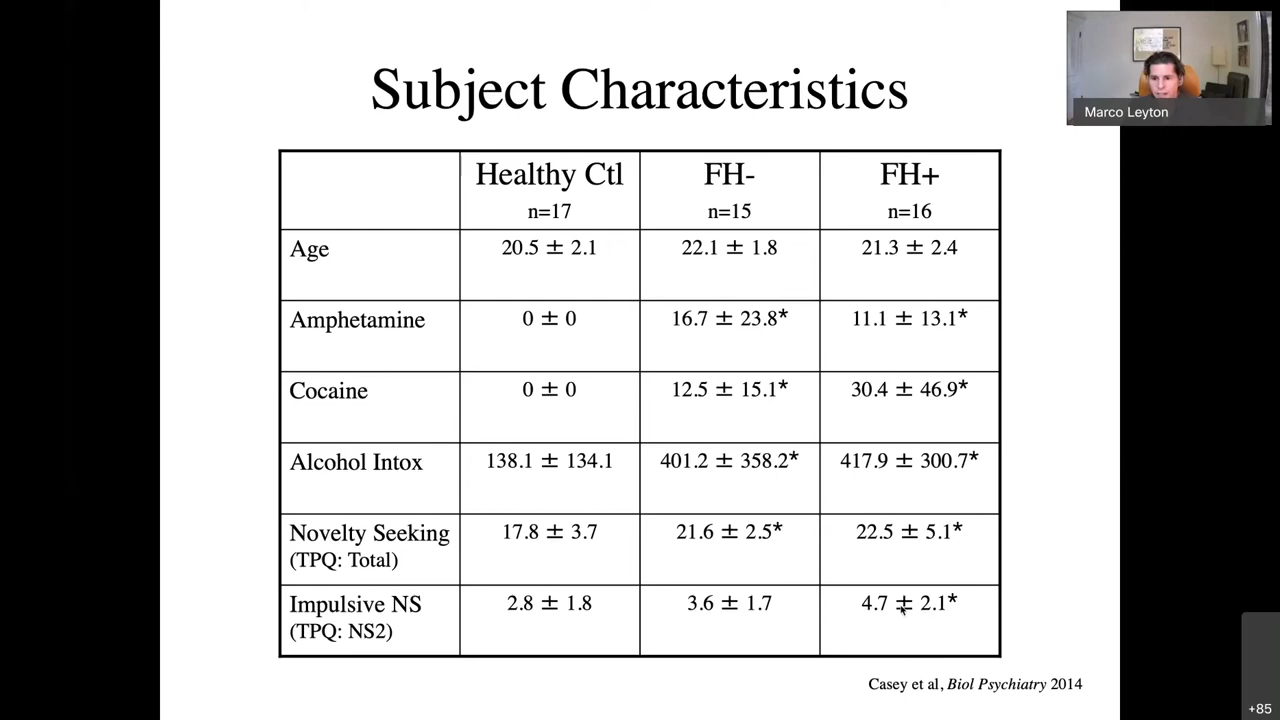 Marco Leyton
Subject Characteristics
Healthy Ctl FH- FH+
n=17 n=15 n=16
Age 20.5 ± 2.1 22.1 ± 1.8 21.3 ± 2.4
Amphetamine 0 ± 0 16.7 ± 23.8* 11.1 ± 13.1*
Cocaine 0 ± 0 12.5 ± 15.1* 30.4 ± 46.9*
Alcohol Intox 138.1 ± 134.1 401.2 ± 358.2* 417.9 ± 300.7*
Novelty Seeking 17.8 ± 3.7 21.6 ± 2.5* 22.5 ± 5.1*
(TPQ: Total)
Impulsive NS 2.8 ± 1.8 3.6 ± 1.7 4.7 ± 2.1*
(TPQ: NS2)
Casey et al, Biol Psychiatry 2014
+85